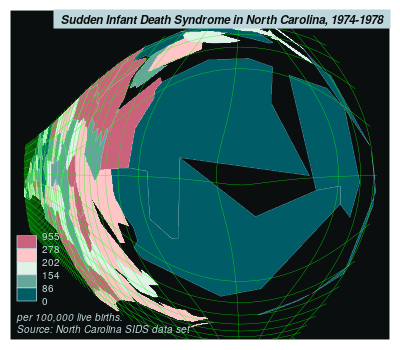 Sudden Infant Death Syndrome in North Carolina, 1974-1978
955
278
202
154
86
0
per 100,000 live births.
Source: North Carolina SIDS data set